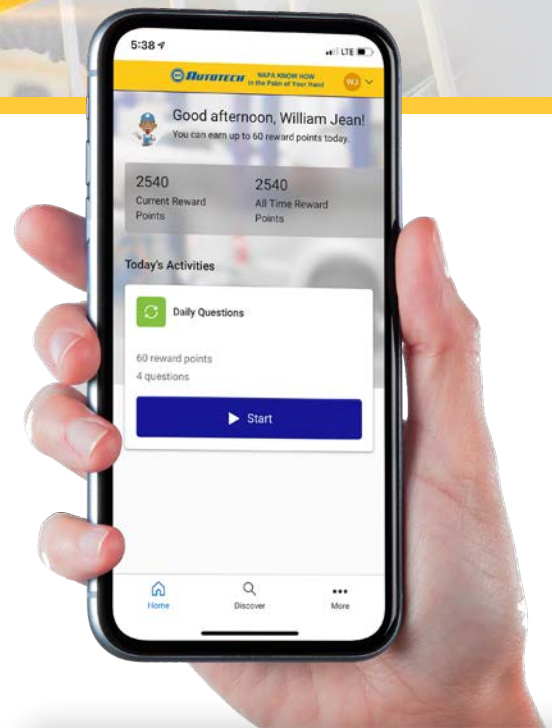 5:38
LTE
AUTOTECH
NAPA KNOW HOW
in the Palm of Your Hand
WJ
Good afternoon, William Jean!
You can earn up to 60 reward points today.
2540
Current Reward
Points
2540
All Time Reward
Points
Today's Activities
Daily Questions
60 reward points
4 questions
Start
Home
Discover
More